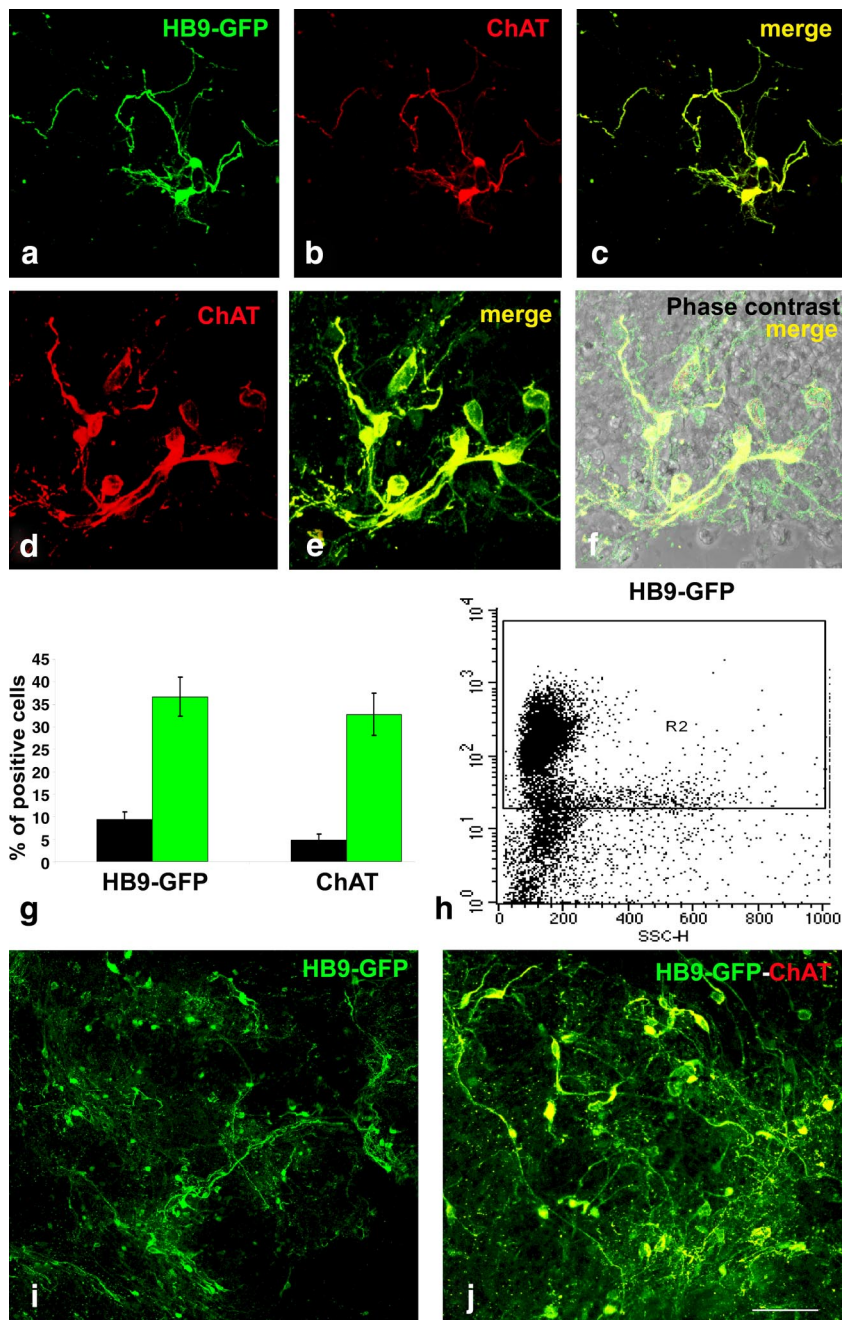 HB9-GFP
ChAT
merge
a
b
c
ChAT
merge
Phase contrast
merge
d
e
f
% of positive cells
45
40
35
30
25
20
15
10
5
0
HB9-GFP
ChAT
g
HB9-GFP
10^4
10^3
10^2
10^1
10^0
R2
0
200
400
600
800
1000
SSC-H
h
HB9-GFP
HB9-GFP-ChAT
i
j